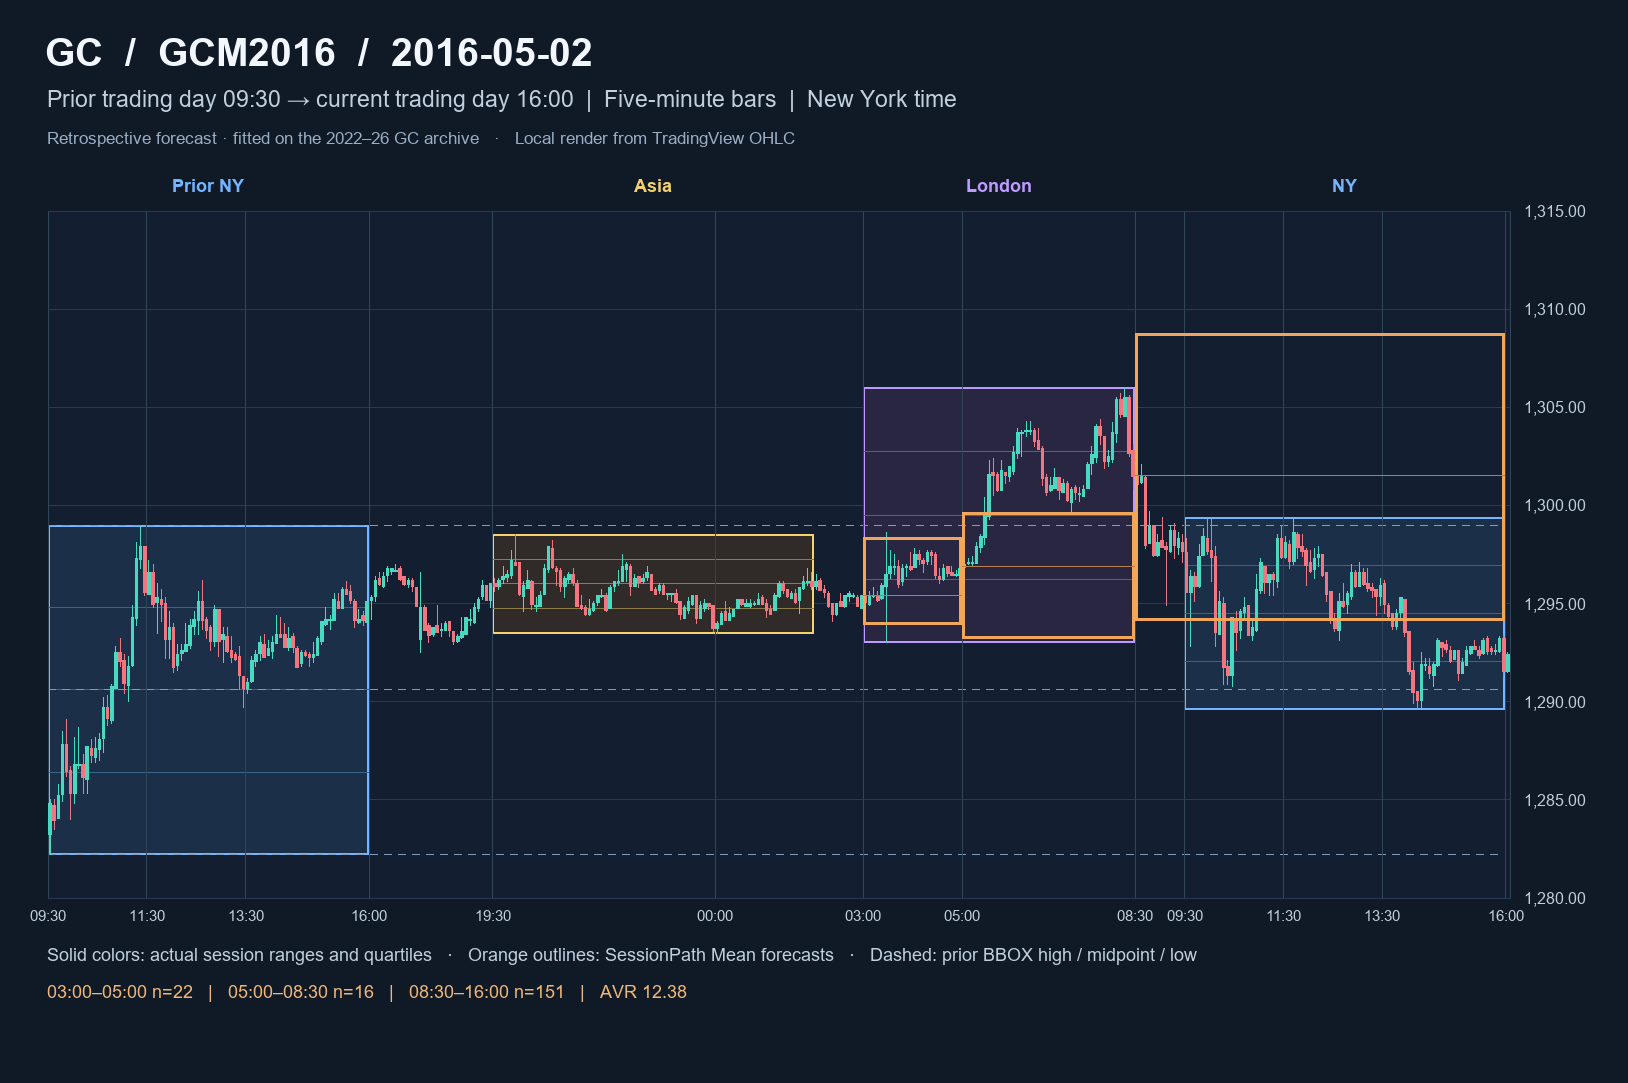 GC / GCM2016 / 2016-05-02
Prior trading day 09:30 → current trading day 16:00 | Five-minute bars | New York time
Retrospective forecast · fitted on the 2022–26 GC archive · Local render from TradingView OHLC
Prior NY Asia London NY
1,315.00
1,310.00
1,305.00
1,300.00
1,295.00
1,290.00
1,285.00
1,280.00
09:30 11:30 13:30 16:00 19:30 00:00 03:00 05:00 08:30 09:30 11:30 13:30 16:00
Solid colors: actual session ranges and quartiles · Orange outlines: SessionPath Mean forecasts · Dashed: prior BBOX high / midpoint / low
03:00–05:00 n=22 | 05:00–08:30 n=16 | 08:30–16:00 n=151 | AVR 12.38